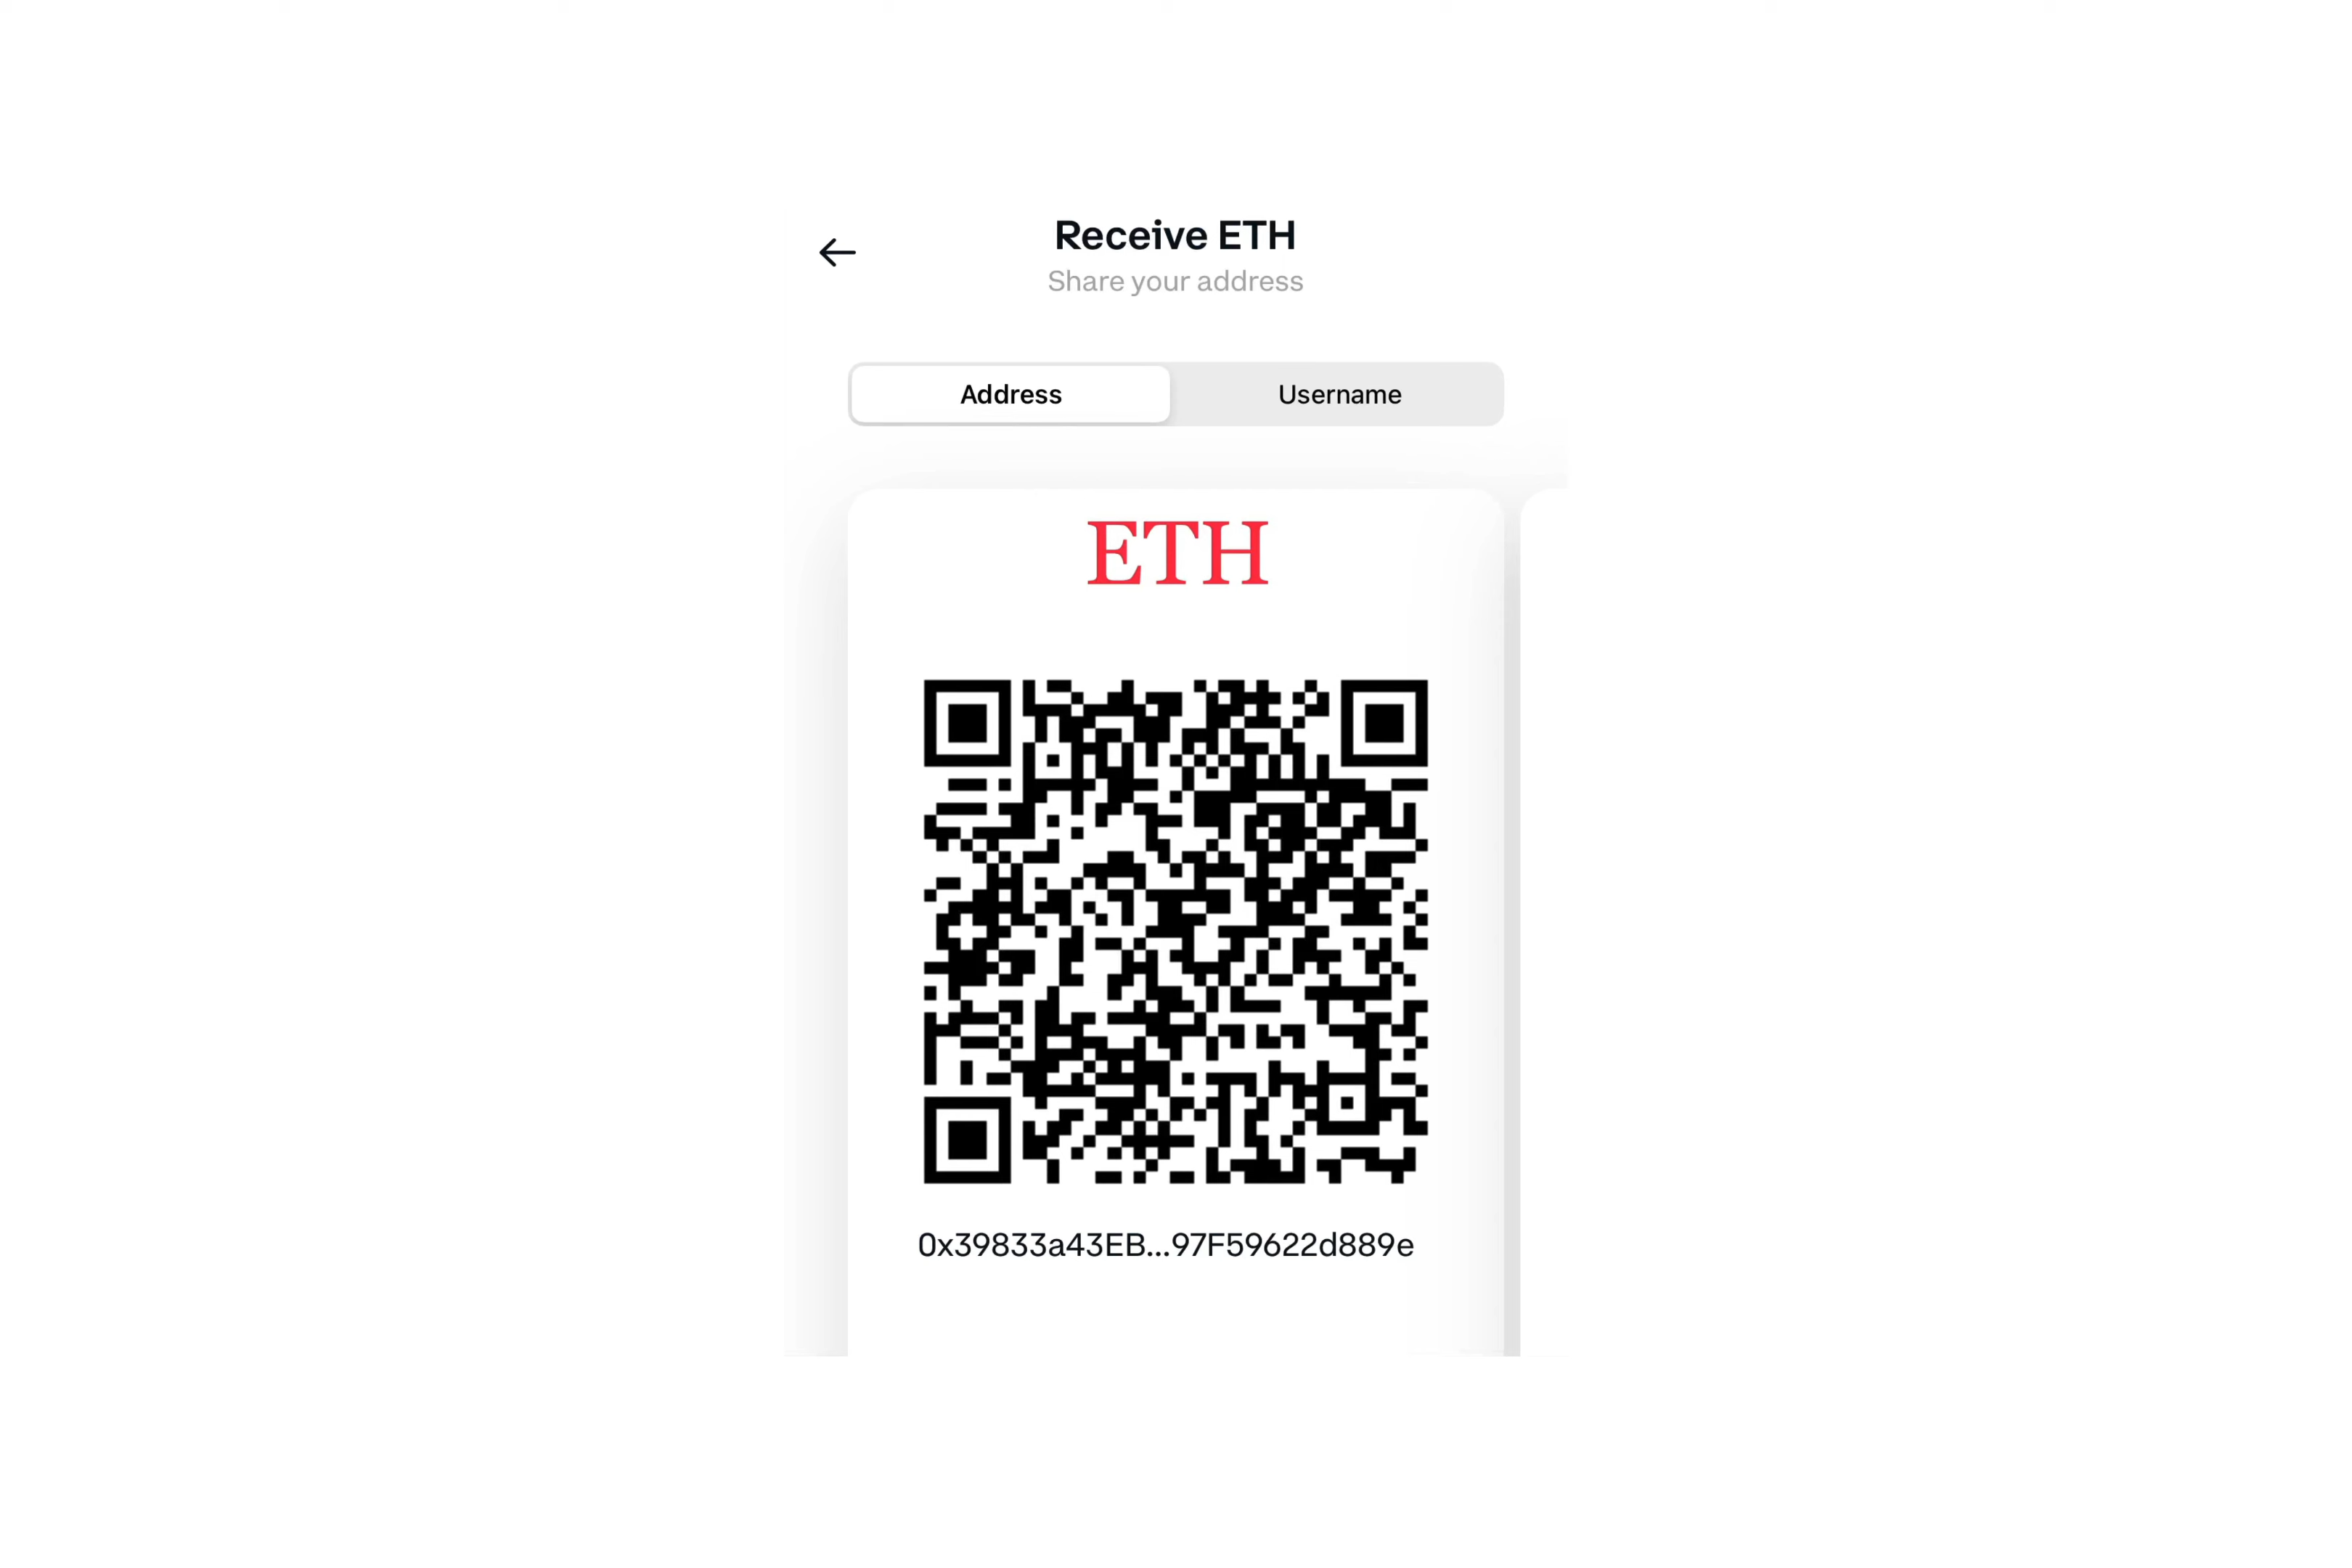 Receive ETH
Share your address
Address
Username
ETH
0x39833a43EB...97F59622d889e